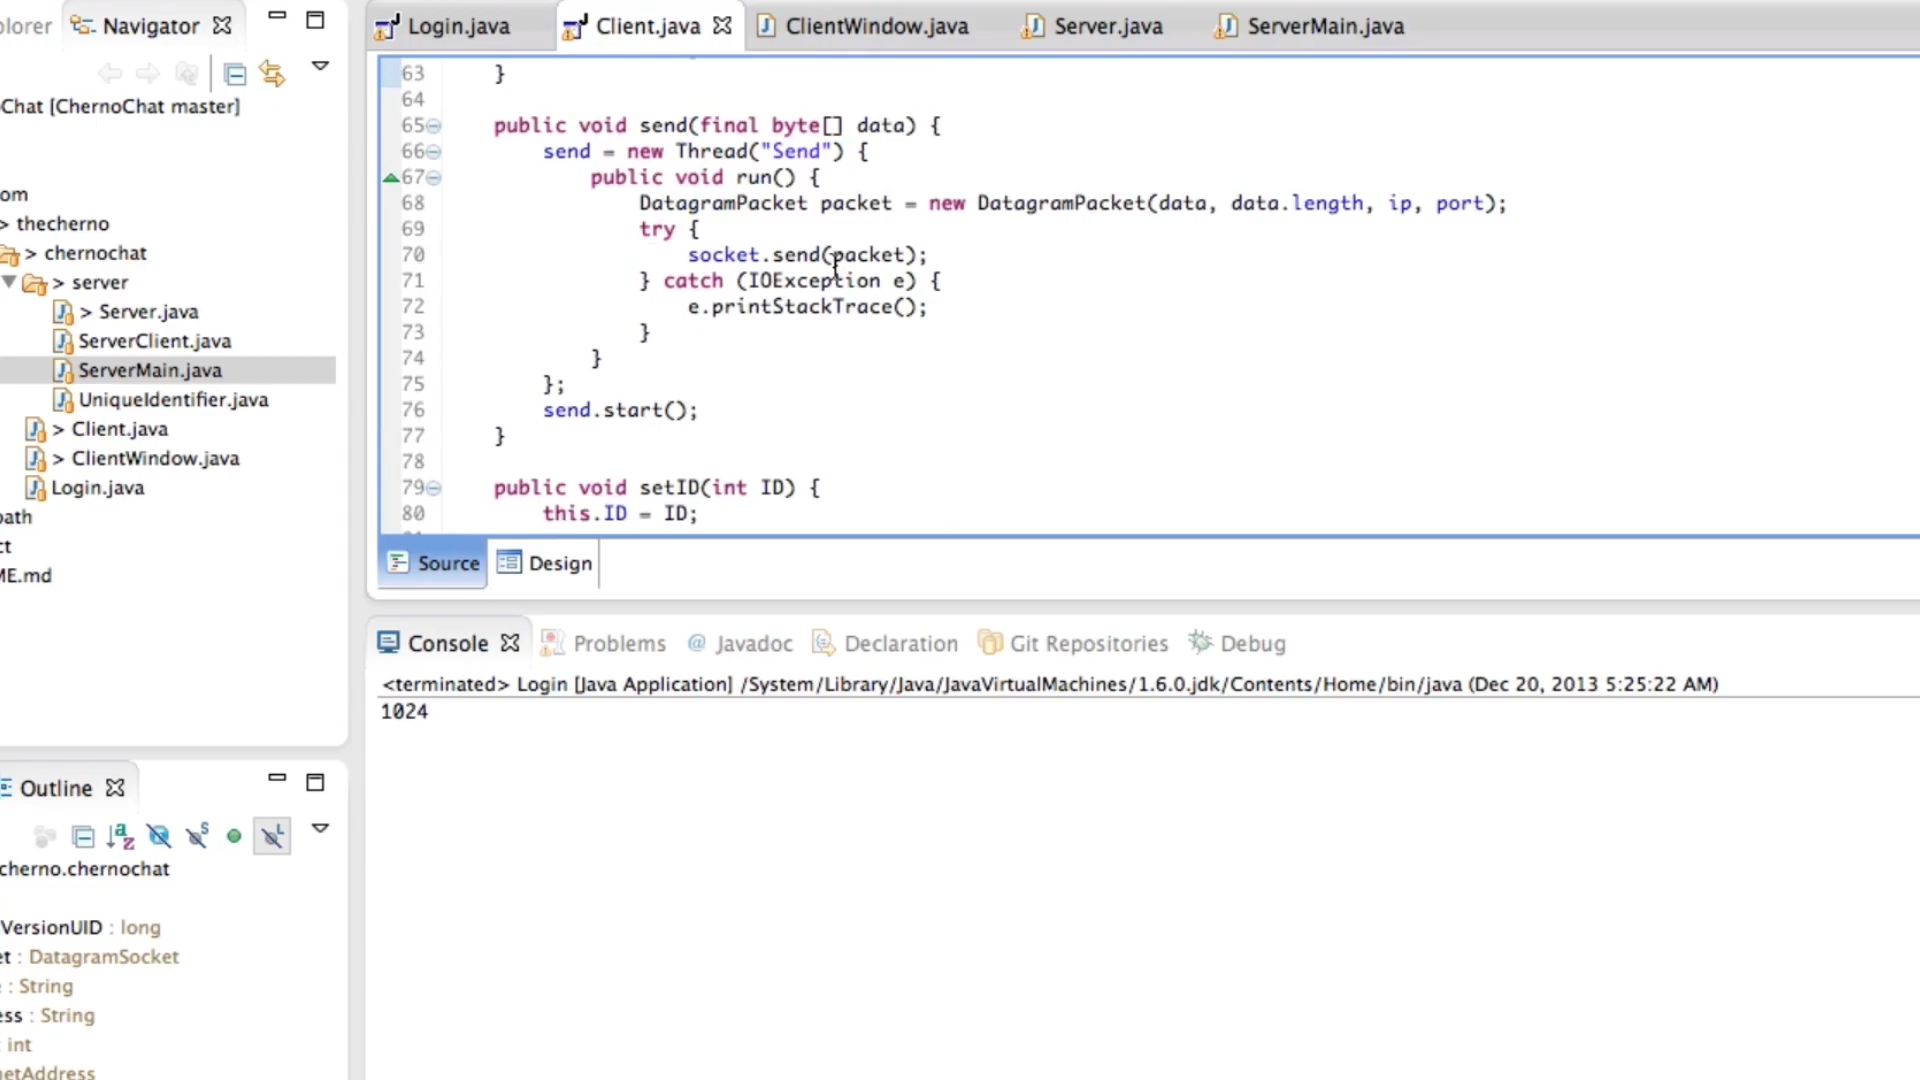 plorer Navigator
Chat [ChernoChat master]
om
> thecherno
> chernochat
> server
> Server.java
ServerClient.java
ServerMain.java
UniqueIdentifier.java
> Client.java
> ClientWindow.java
Login.java
path
ct
ME.md
Outline
cherno.chernochat
VersionUID : long
et : DatagramSocket
: String
ess : String
: int
netAddress
Login.java Client.java ClientWindow.java Server.java ServerMain.java
63 }
64
65 public void send(final byte[] data) {
66 send = new Thread("Send") {
67 public void run() {
68 DatagramPacket packet = new DatagramPacket(data, data.length, ip, port);
69 try {
70 socket.send(packet);
71 } catch (IOException e) {
72 e.printStackTrace();
73 }
74 }
75 };
76 send.start();
77 }
78
79 public void setID(int ID) {
80 this.ID = ID;
Source Design
Console Problems @ Javadoc Declaration Git Repositories Debug
<terminated> Login [Java Application] /System/Library/Java/JavaVirtualMachines/1.6.0.jdk/Contents/Home/bin/java (Dec 20, 2013 5:25:22 AM)
1024